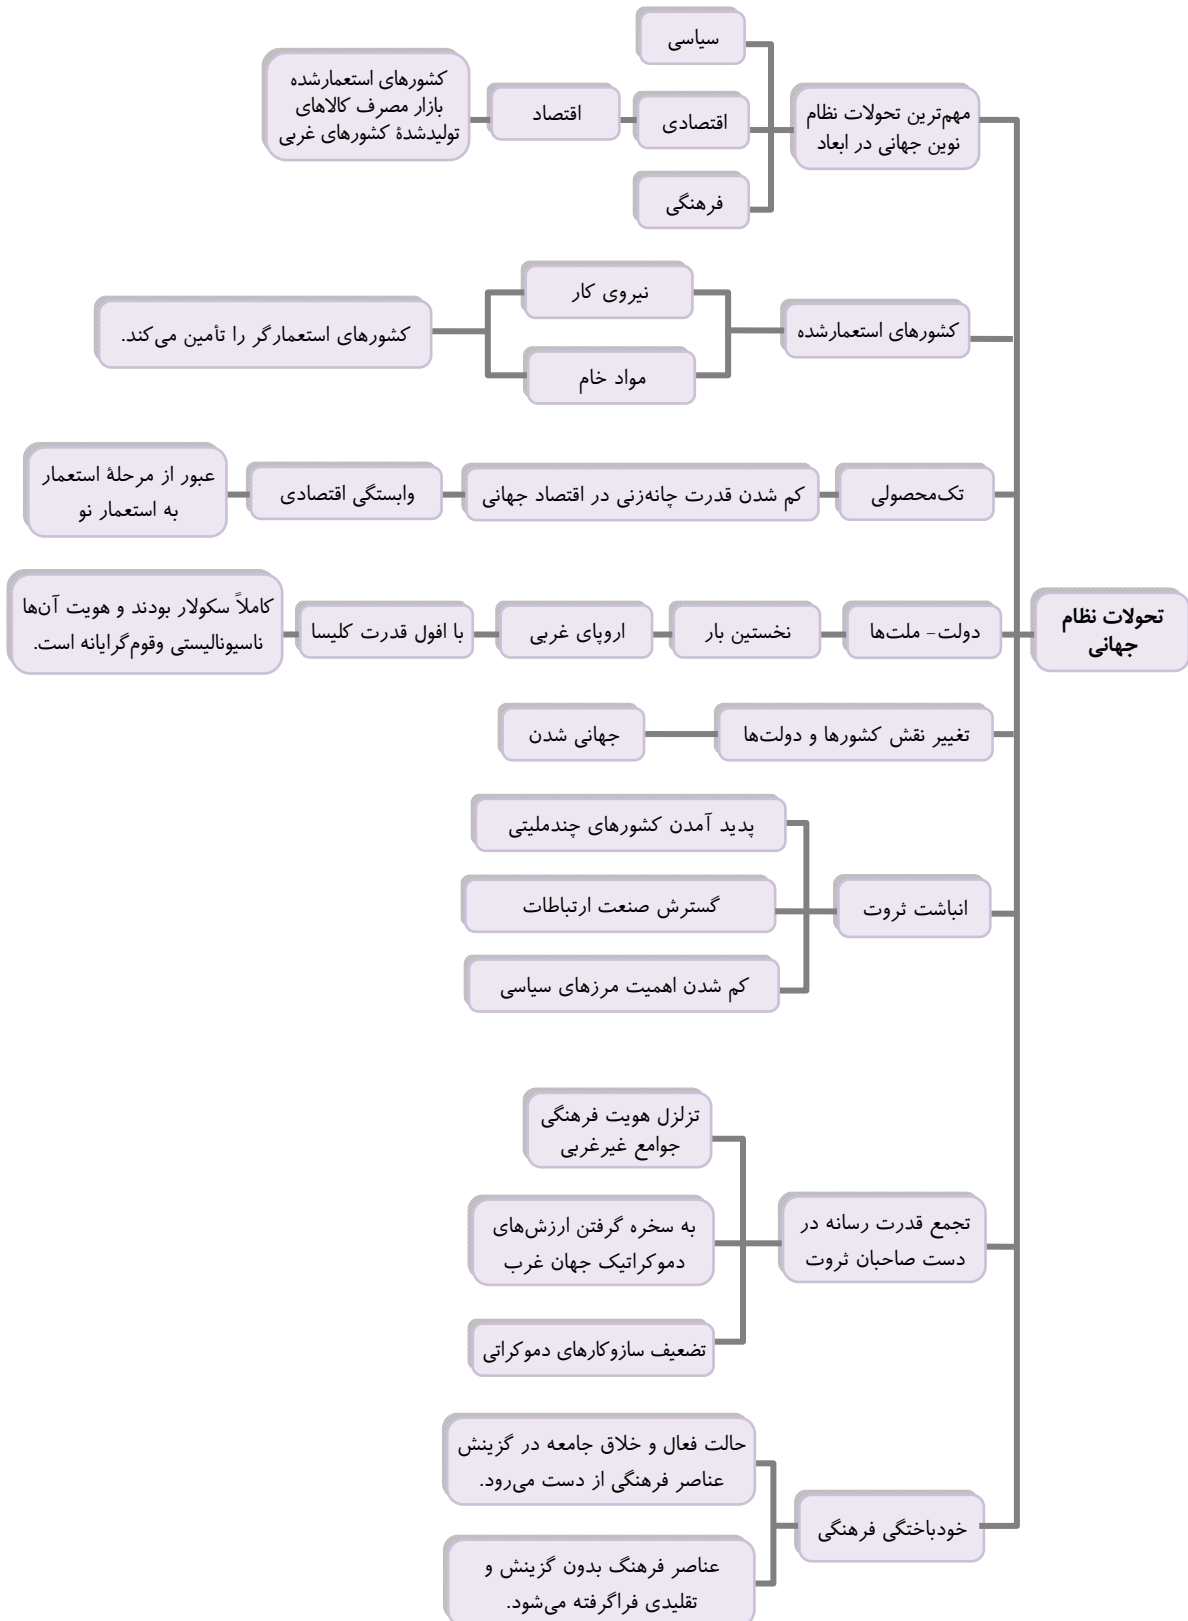 تحولات نظام
جهانی
مهم‌ترین تحولات نظام
نوین جهانی در ابعاد
سیاسی
اقتصادی
اقتصاد
کشورهای استعمارشده
بازار مصرف کالاهای
تولیدشدۀ کشورهای غربی
فرهنگی
کشورهای استعمارشده
نیروی کار
مواد خام
کشورهای استعمارگر را تأمین می‌کند.
تک‌محصولی
کم شدن قدرت چانه‌زنی در اقتصاد جهانی
وابستگی اقتصادی
عبور از مرحلۀ استعمار
به استعمار نو
دولت- ملت‌ها
نخستین بار
اروپای غربی
با افول قدرت کلیسا
کاملاً سکولار بودند و هویت آن‌ها
ناسیونالیستی وقوم‌گرایانه است.
تغییر نقش کشورها و دولت‌ها
جهانی شدن
انباشت ثروت
پدید آمدن کشورهای چندملیتی
گسترش صنعت ارتباطات
کم شدن اهمیت مرزهای سیاسی
تجمع قدرت رسانه در
دست صاحبان ثروت
تزلزل هویت فرهنگی
جوامع غیرغربی
به سخره گرفتن ارزش‌های
دموکراتیک جهان غرب
تضعیف سازوکارهای دموکراتی
خودباختگی فرهنگی
حالت فعال و خلاق جامعه در گزینش
عناصر فرهنگی از دست می‌رود.
عناصر فرهنگ بدون گزینش و
تقلیدی فراگرفته می‌شود.